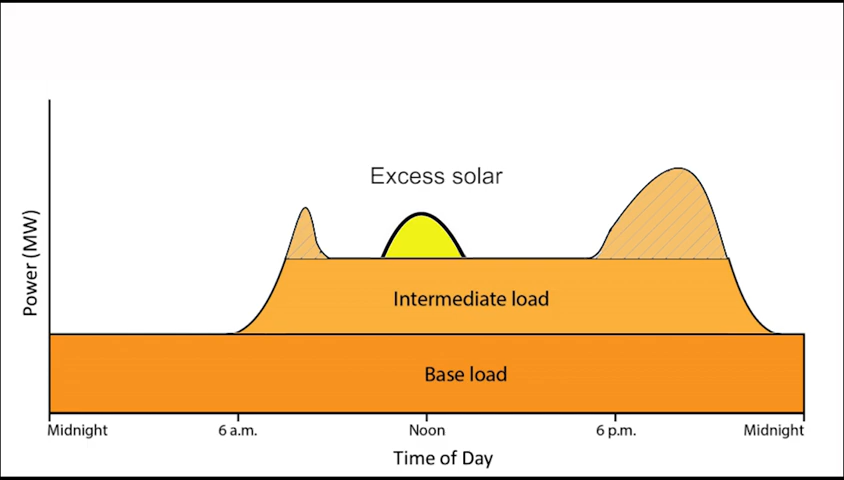 Excess solar
Power (MW)
Intermediate load
Base load
Midnight
6 a.m.
Noon
6 p.m.
Midnight
Time of Day